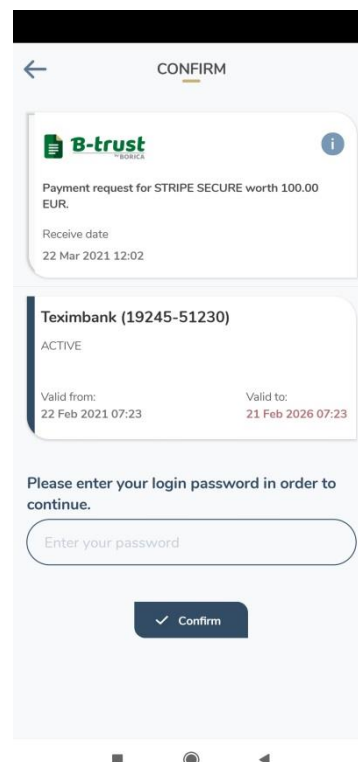 CONFIRM
B-trust
BY BORICA
i
Payment request for STRIPE SECURE worth 100.00
EUR.
Receive date
22 Mar 2021 12:02
Teximbank (19245-51230)
ACTIVE
Valid from: Valid to:
22 Feb 2021 07:23 21 Feb 2026 07:23
Please enter your login password in order to
continue.
Enter your password
Confirm